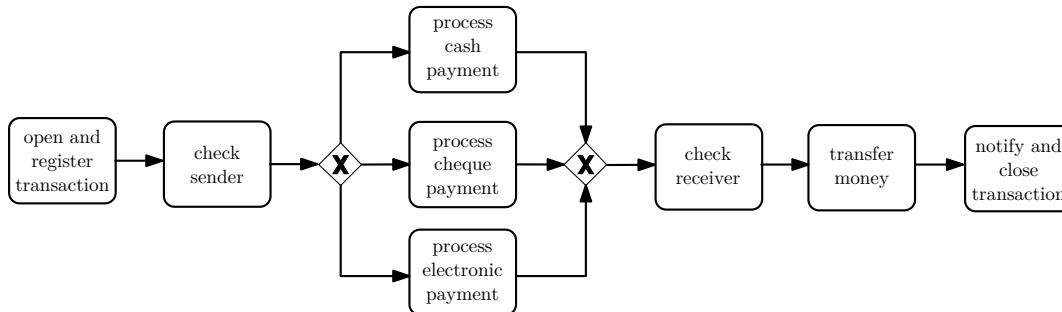 open and
register
transaction
check
sender
X
process
cash
payment
process
cheque
payment
process
electronic
payment
X
check
receiver
transfer
money
notify and
close
transaction